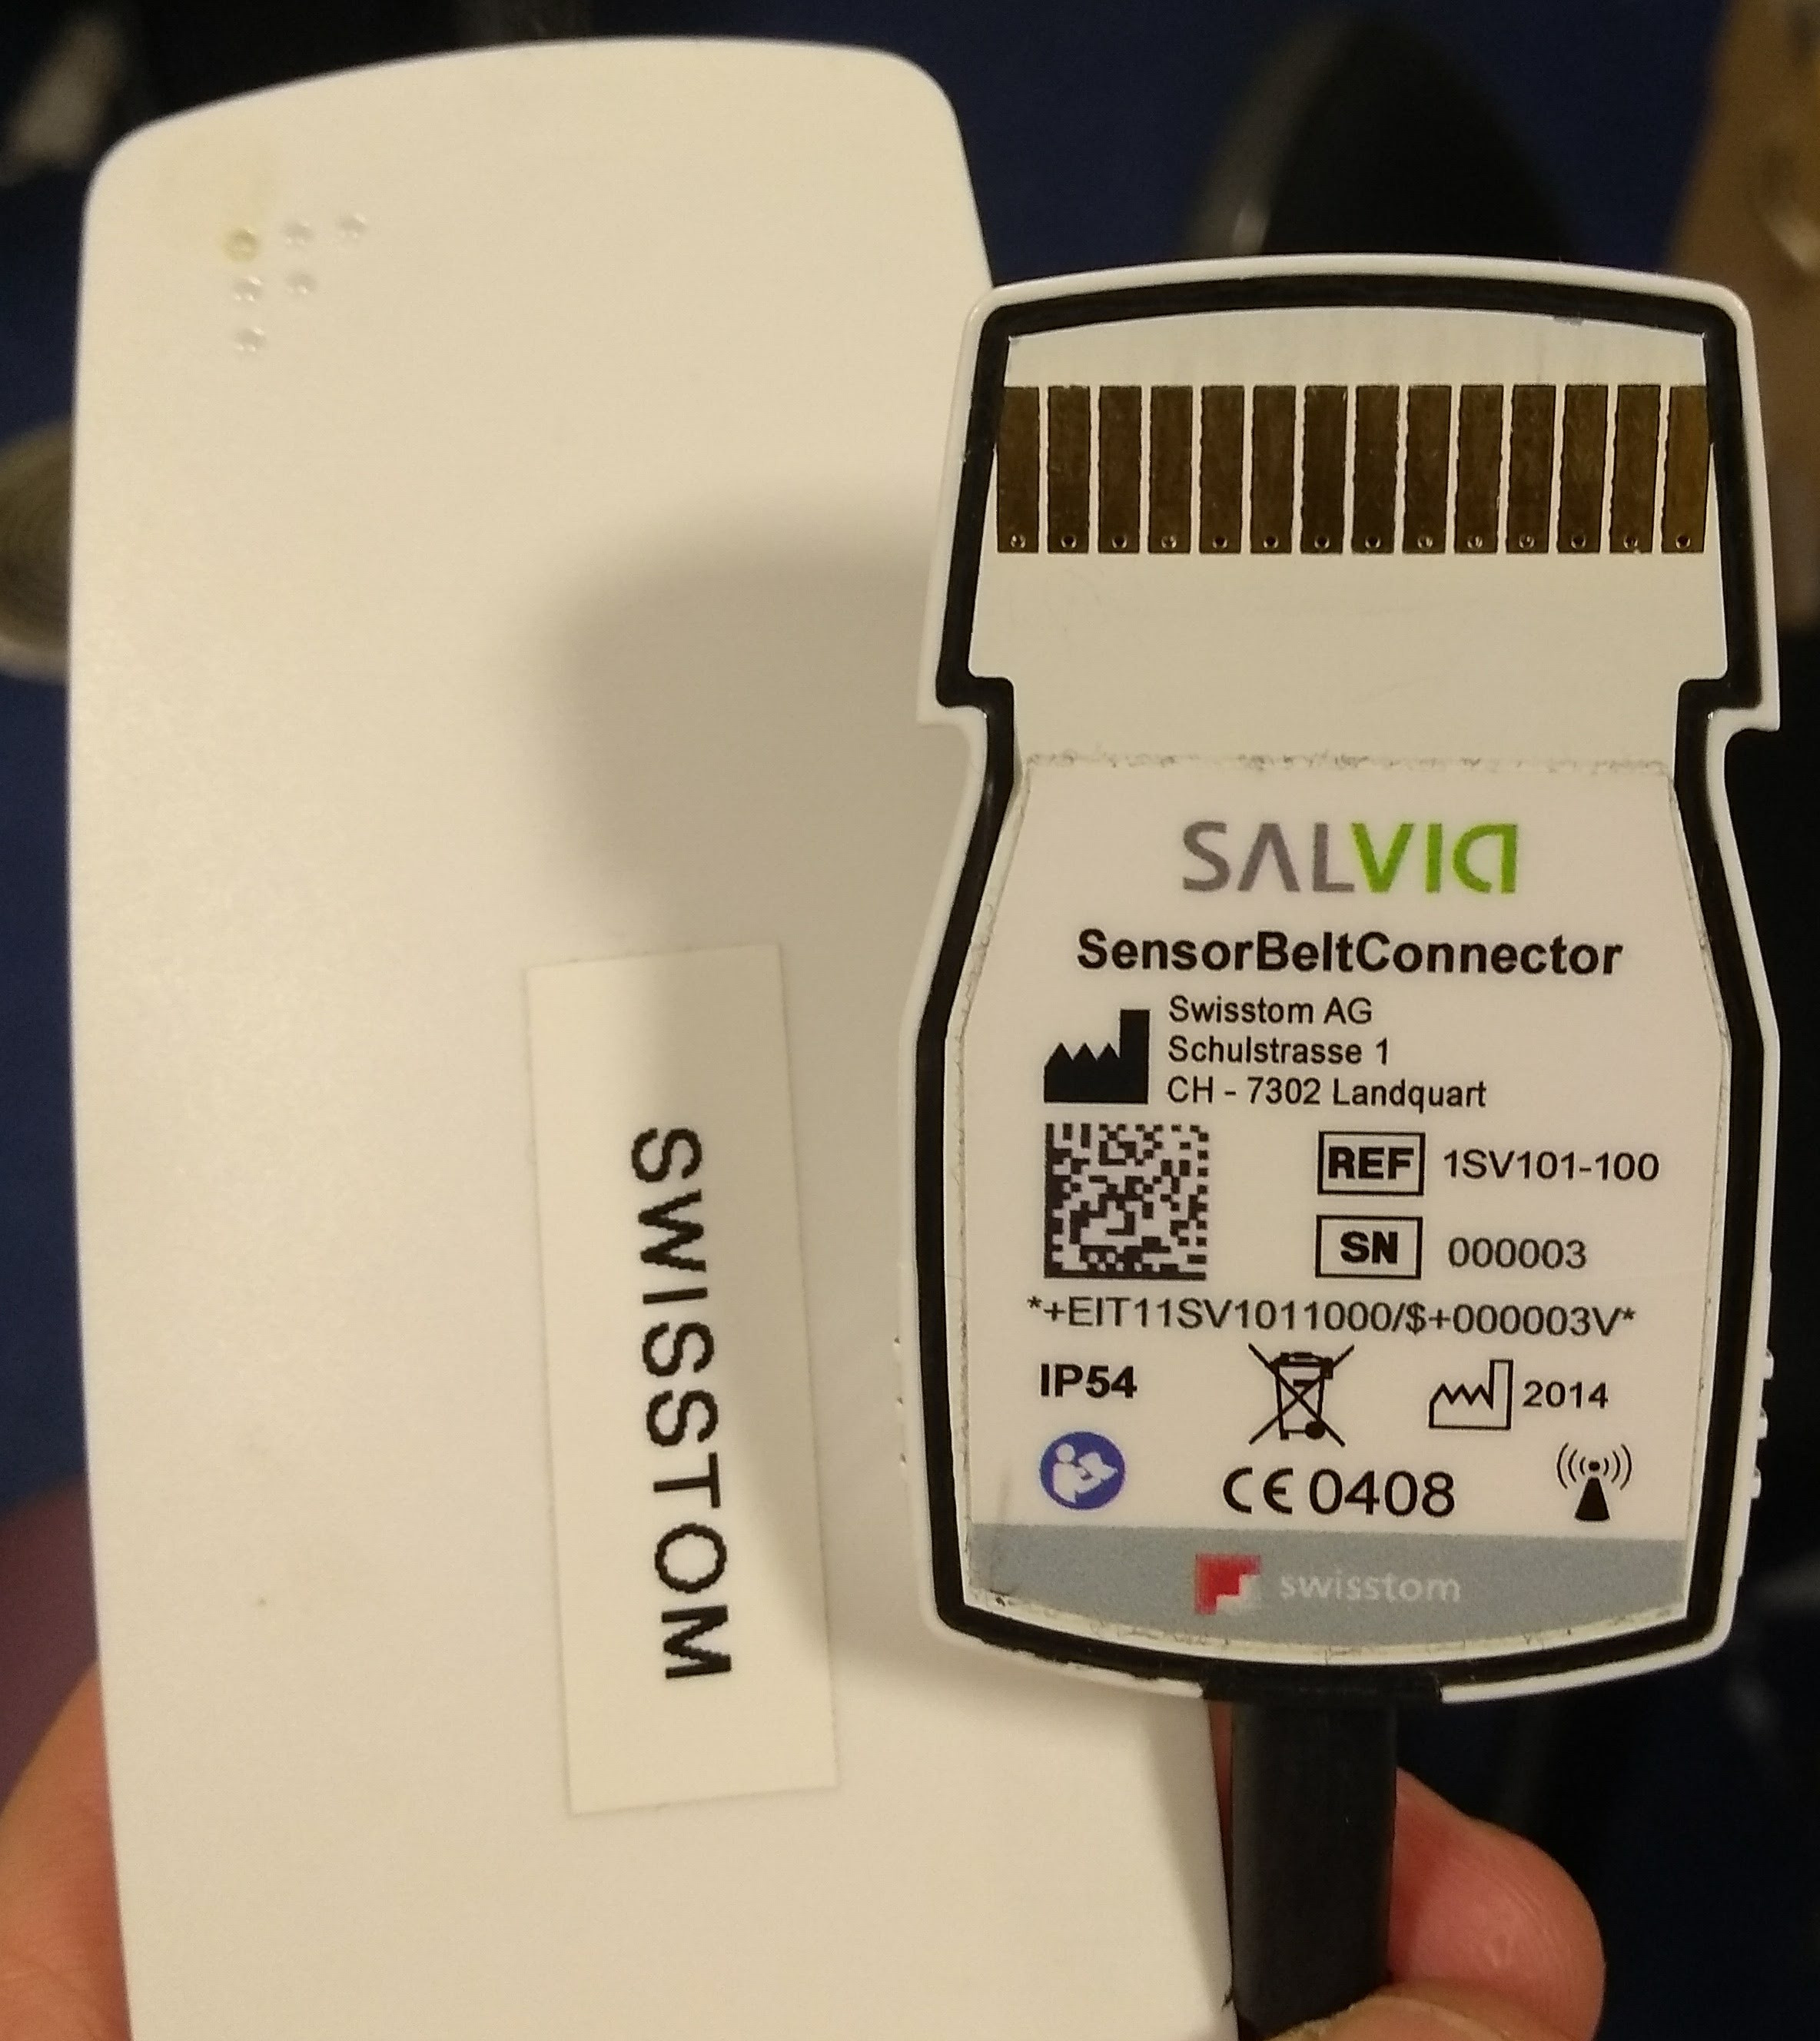 SWISSTOM
SALVIA
SensorBeltConnector
Swisstom AG
Schulstrasse 1
CH - 7302 Landquart
REF 1SV101-100
SN 000003
*+EIT11SV1011000/$+000003V*
IP54
2014
CE 0408
swisstom